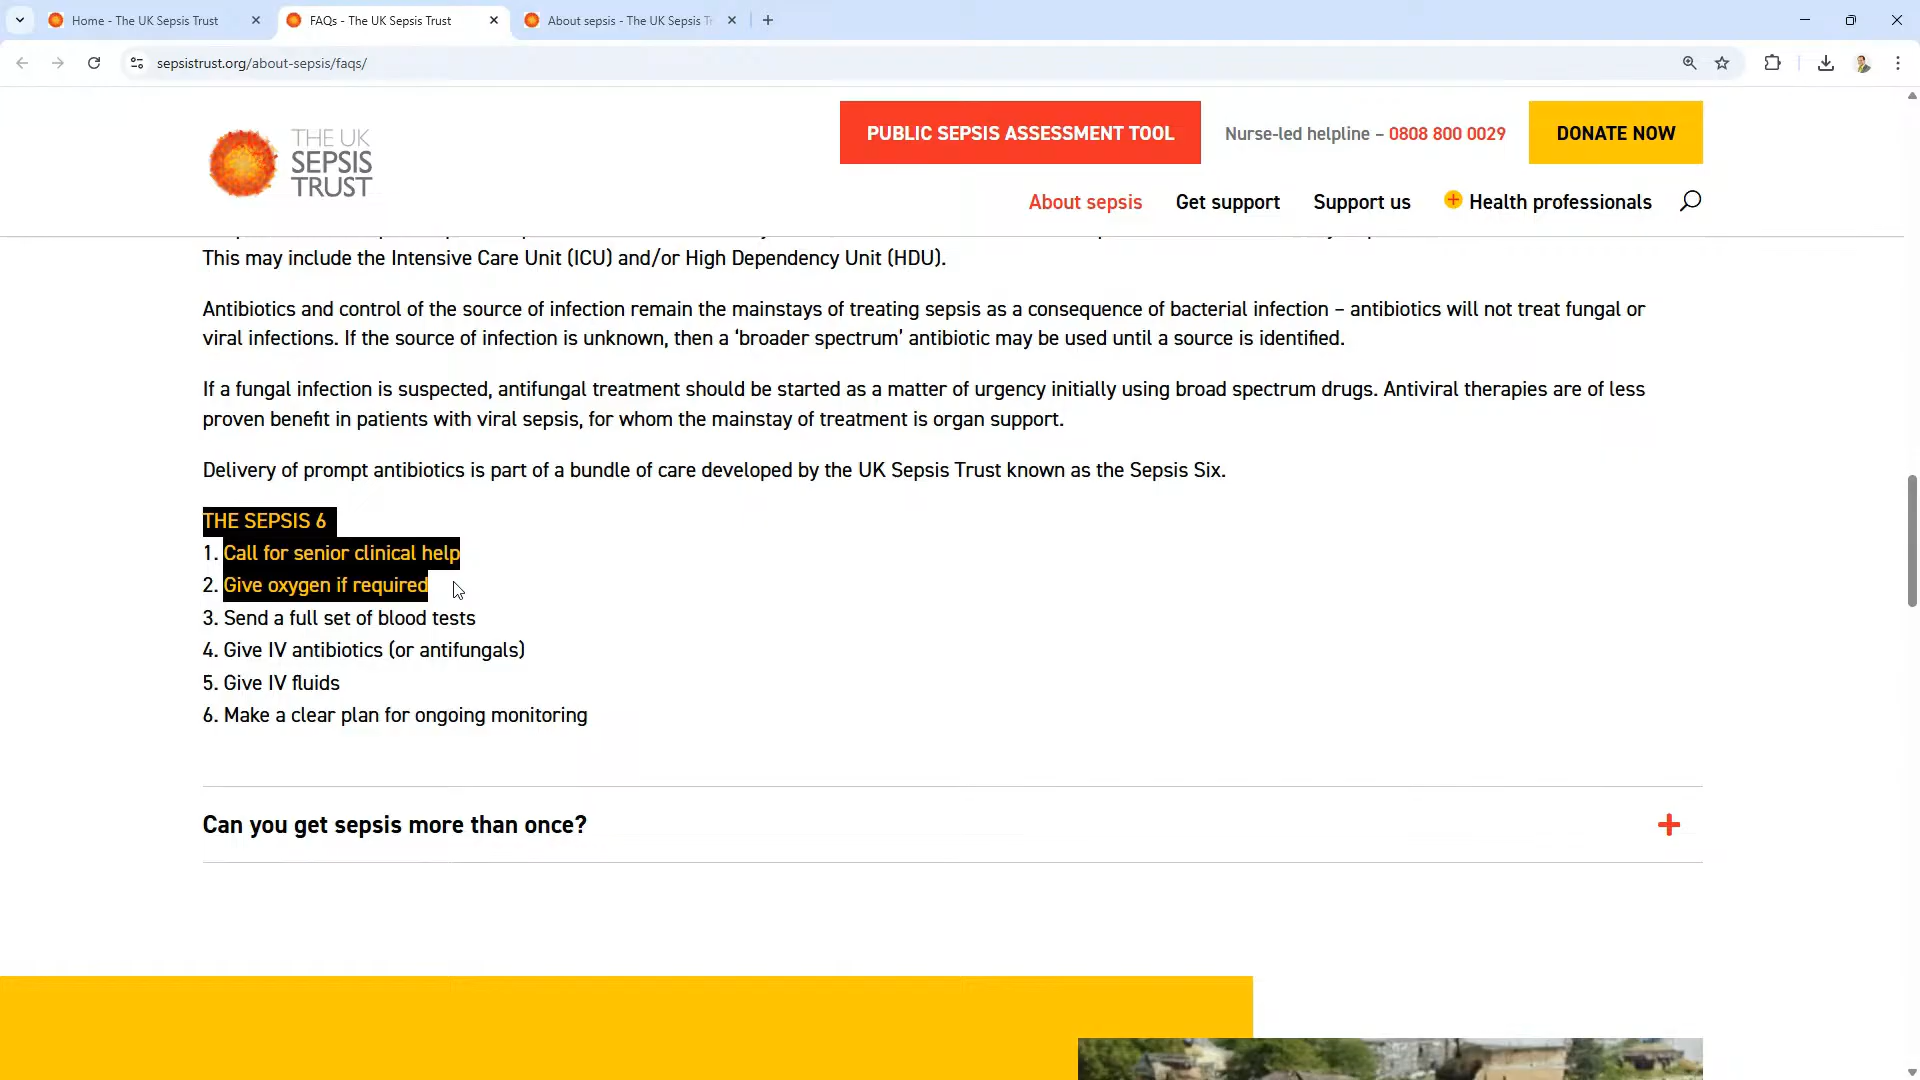 Home - The UK Sepsis Trust
FAQs - The UK Sepsis Trust
About sepsis - The UK Sepsis
sepsistrust.org/about-sepsis/faqs/
THE UK
SEPSIS
TRUST
PUBLIC SEPSIS ASSESSMENT TOOL
Nurse-led helpline – 0808 800 0029
DONATE NOW
About sepsis
Get support
Support us
Health professionals
This may include the Intensive Care Unit (ICU) and/or High Dependency Unit (HDU).
Antibiotics and control of the source of infection remain the mainstays of treating sepsis as a consequence of bacterial infection – antibiotics will not treat fungal or
viral infections. If the source of infection is unknown, then a ‘broader spectrum’ antibiotic may be used until a source is identified.
If a fungal infection is suspected, antifungal treatment should be started as a matter of urgency initially using broad spectrum drugs. Antiviral therapies are of less
proven benefit in patients with viral sepsis, for whom the mainstay of treatment is organ support.
Delivery of prompt antibiotics is part of a bundle of care developed by the UK Sepsis Trust known as the Sepsis Six.
THE SEPSIS 6
1. Call for senior clinical help
2. Give oxygen if required
3. Send a full set of blood tests
4. Give IV antibiotics (or antifungals)
5. Give IV fluids
6. Make a clear plan for ongoing monitoring
Can you get sepsis more than once?